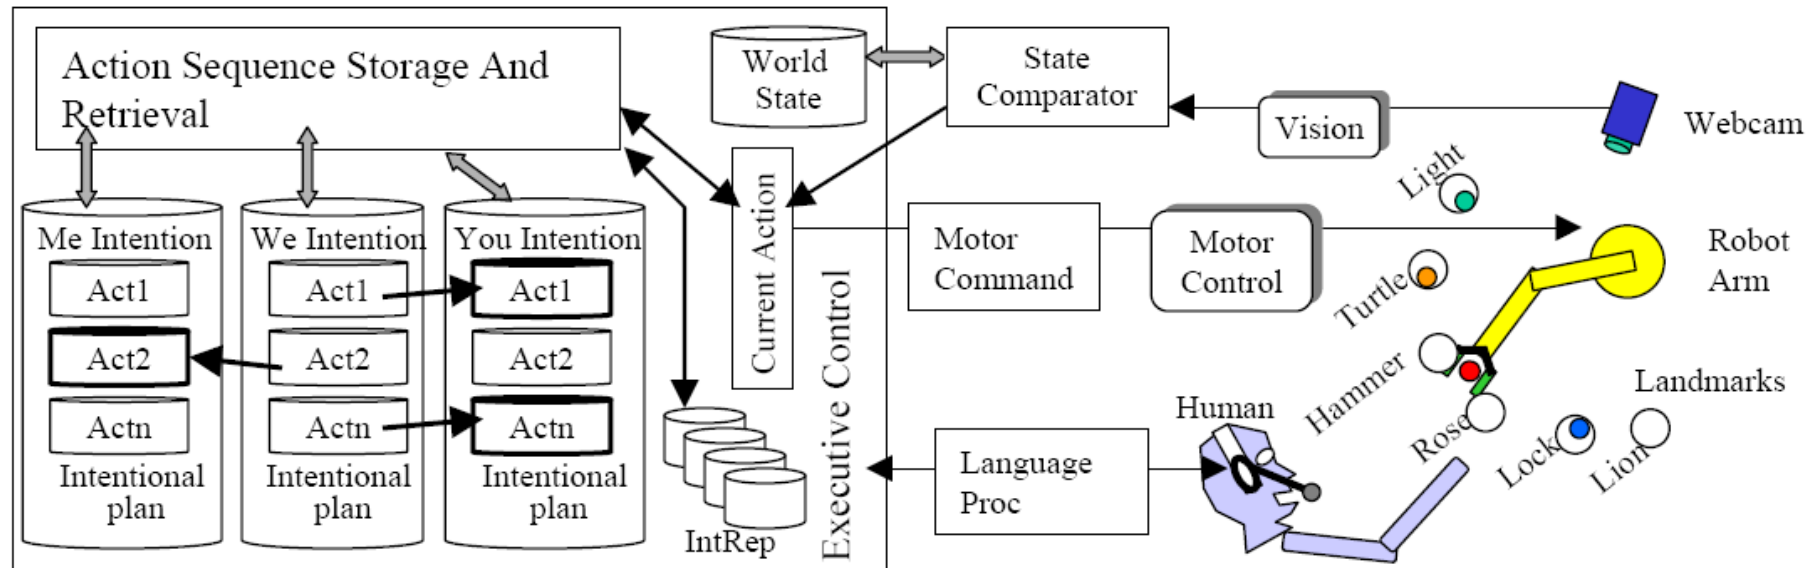 Action Sequence Storage And
Retrieval
World
State
State
Comparator
Vision
Webcam
Light
Me Intention
Act1
Act2
Actn
Intentional
plan
We Intention
Act1
Act2
Actn
Intentional
plan
You Intention
Act1
Act2
Actn
Intentional
plan
Current Action
Executive Control
IntRep
Motor
Command
Motor
Control
Robot
Arm
Turtle
Hammer
Rose
Lock
Lion
Landmarks
Human
Language
Proc